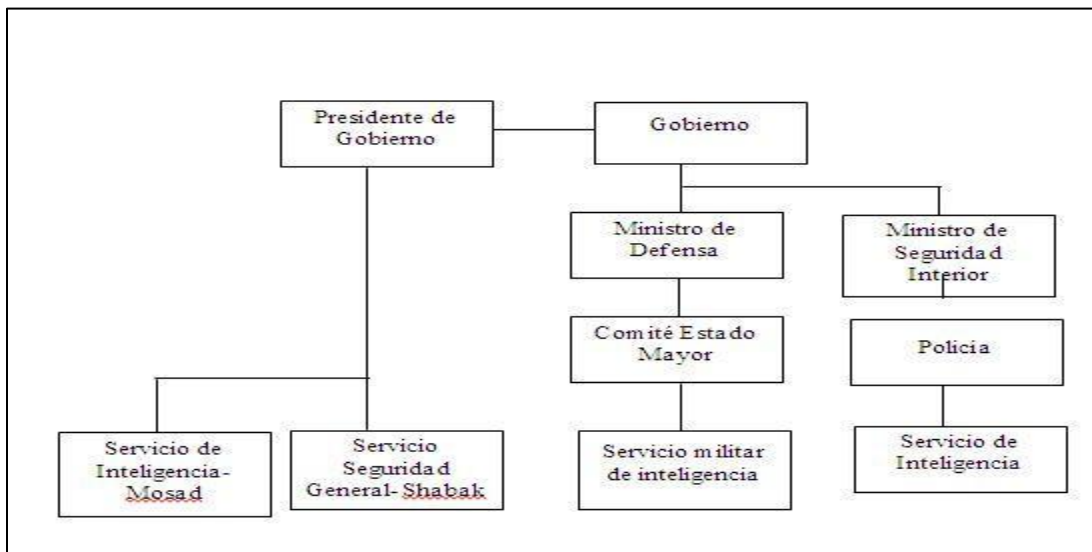 Presidente de
Gobierno
Gobierno
Ministro de
Defensa
Ministro de
Seguridad
Interior
Comité Estado
Mayor
Policia
Servicio de
Inteligencia-
Mosad
Servicio
Seguridad
General- Shabak
Servicio militar
de inteligencia
Servicio de
Inteligencia